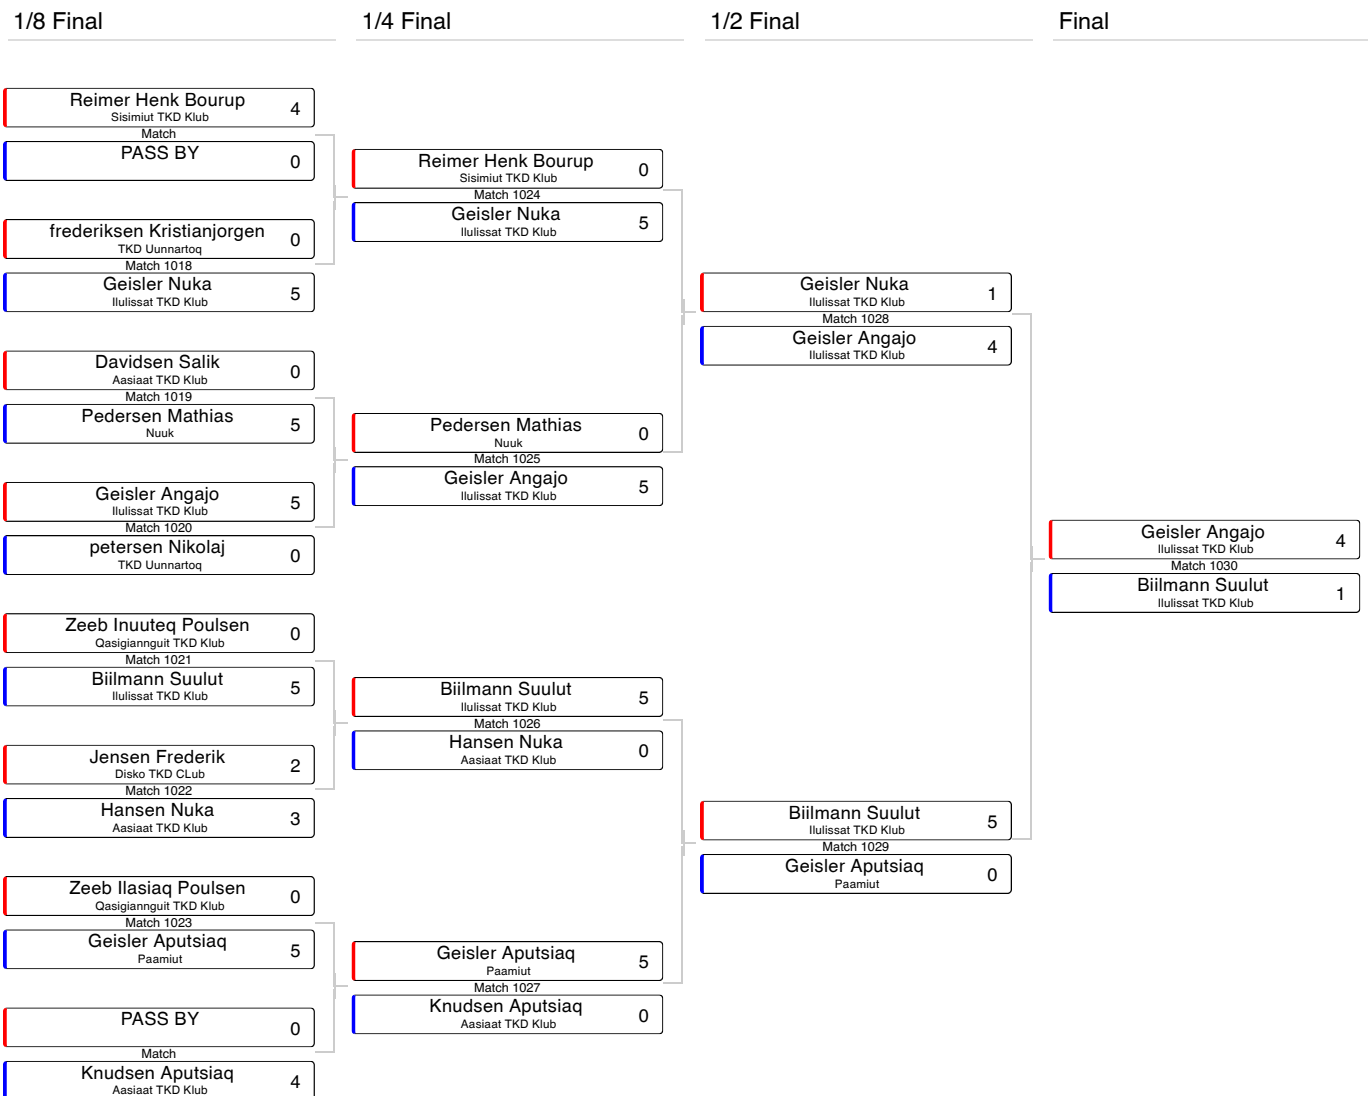 1/8 Final
1/4 Final
1/2 Final
Final
Reimer Henk Bourup 4
Sisimiut TKD Klub
Match
PASS BY 0
frederiksen Kristianjorgen 0
TKD Uunnartoq
Match 1018
Geisler Nuka 5
Ilulissat TKD Klub
Davidsen Salik 0
Aasiaat TKD Klub
Match 1019
Pedersen Mathias 5
Nuuk
Geisler Angajo 5
Ilulissat TKD Klub
Match 1020
petersen Nikolaj 0
TKD Uunnartoq
Zeeb Inuuteq Poulsen 0
Qasigiannguit TKD Klub
Match 1021
Biilmann Suulut 5
Ilulissat TKD Klub
Jensen Frederik 2
Disko TKD CLub
Match 1022
Hansen Nuka 3
Aasiaat TKD Klub
Zeeb Ilasiaq Poulsen 0
Qasigiannguit TKD Klub
Match 1023
Geisler Aputsiaq 5
Paamiut
PASS BY 0
Match
Knudsen Aputsiaq 4
Aasiaat TKD Klub
Reimer Henk Bourup 0
Sisimiut TKD Klub
Match 1024
Geisler Nuka 5
Ilulissat TKD Klub
Pedersen Mathias 0
Nuuk
Match 1025
Geisler Angajo 5
Ilulissat TKD Klub
Biilmann Suulut 5
Ilulissat TKD Klub
Match 1026
Hansen Nuka 0
Aasiaat TKD Klub
Geisler Aputsiaq 5
Paamiut
Match 1027
Knudsen Aputsiaq 0
Aasiaat TKD Klub
Geisler Nuka 1
Ilulissat TKD Klub
Match 1028
Geisler Angajo 4
Ilulissat TKD Klub
Biilmann Suulut 5
Ilulissat TKD Klub
Match 1029
Geisler Aputsiaq 0
Paamiut
Geisler Angajo 4
Ilulissat TKD Klub
Match 1030
Biilmann Suulut 1
Ilulissat TKD Klub